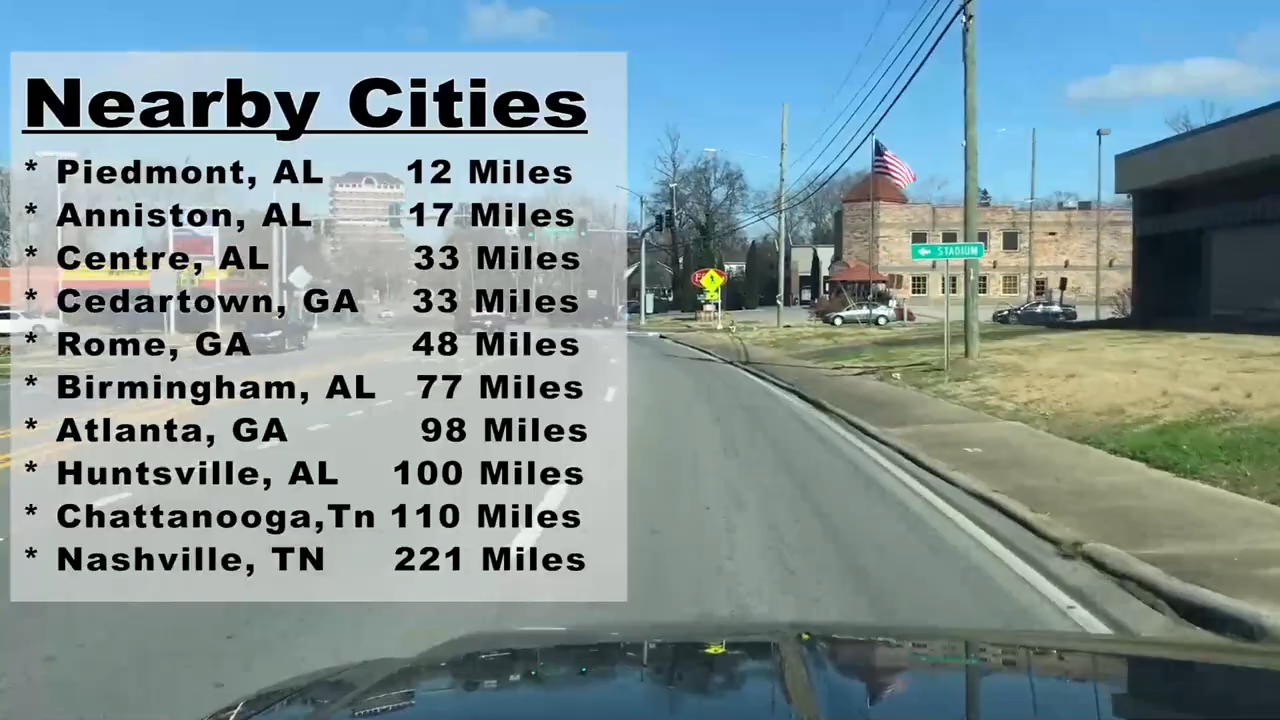 Nearby Cities
* Piedmont, AL 12 Miles
* Anniston, AL 17 Miles
* Centre, AL 33 Miles
* Cedartown, GA 33 Miles
* Rome, GA 48 Miles
* Birmingham, AL 77 Miles
* Atlanta, GA 98 Miles
* Huntsville, AL 100 Miles
* Chattanooga,Tn 110 Miles
* Nashville, TN 221 Miles
STADIUM